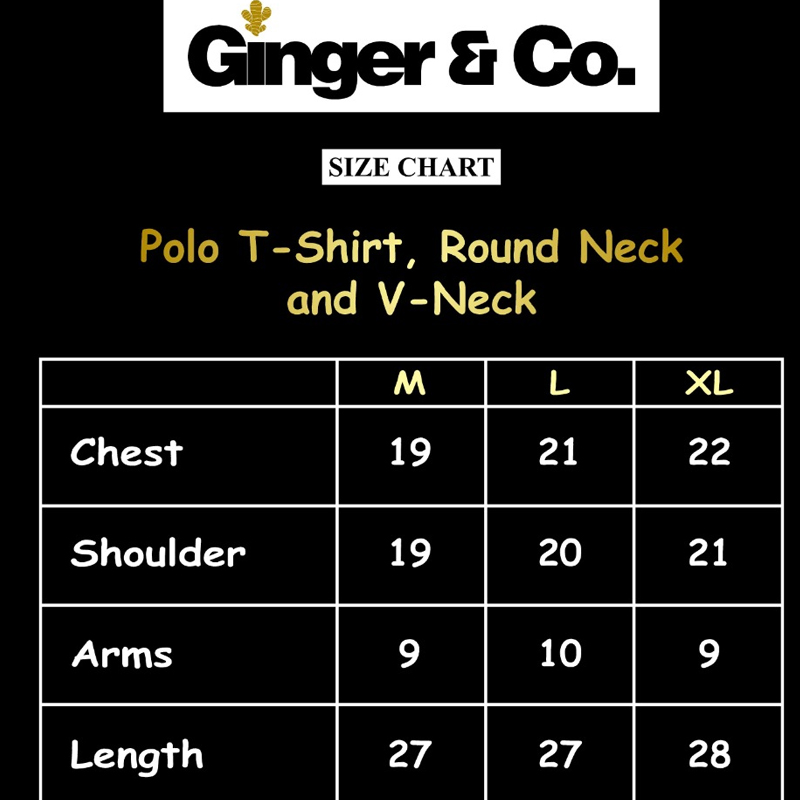 Ginger & Co.
SIZE CHART
Polo T-Shirt, Round Neck
and V-Neck
M L XL
Chest 19 21 22
Shoulder 19 20 21
Arms 9 10 9
Length 27 27 28